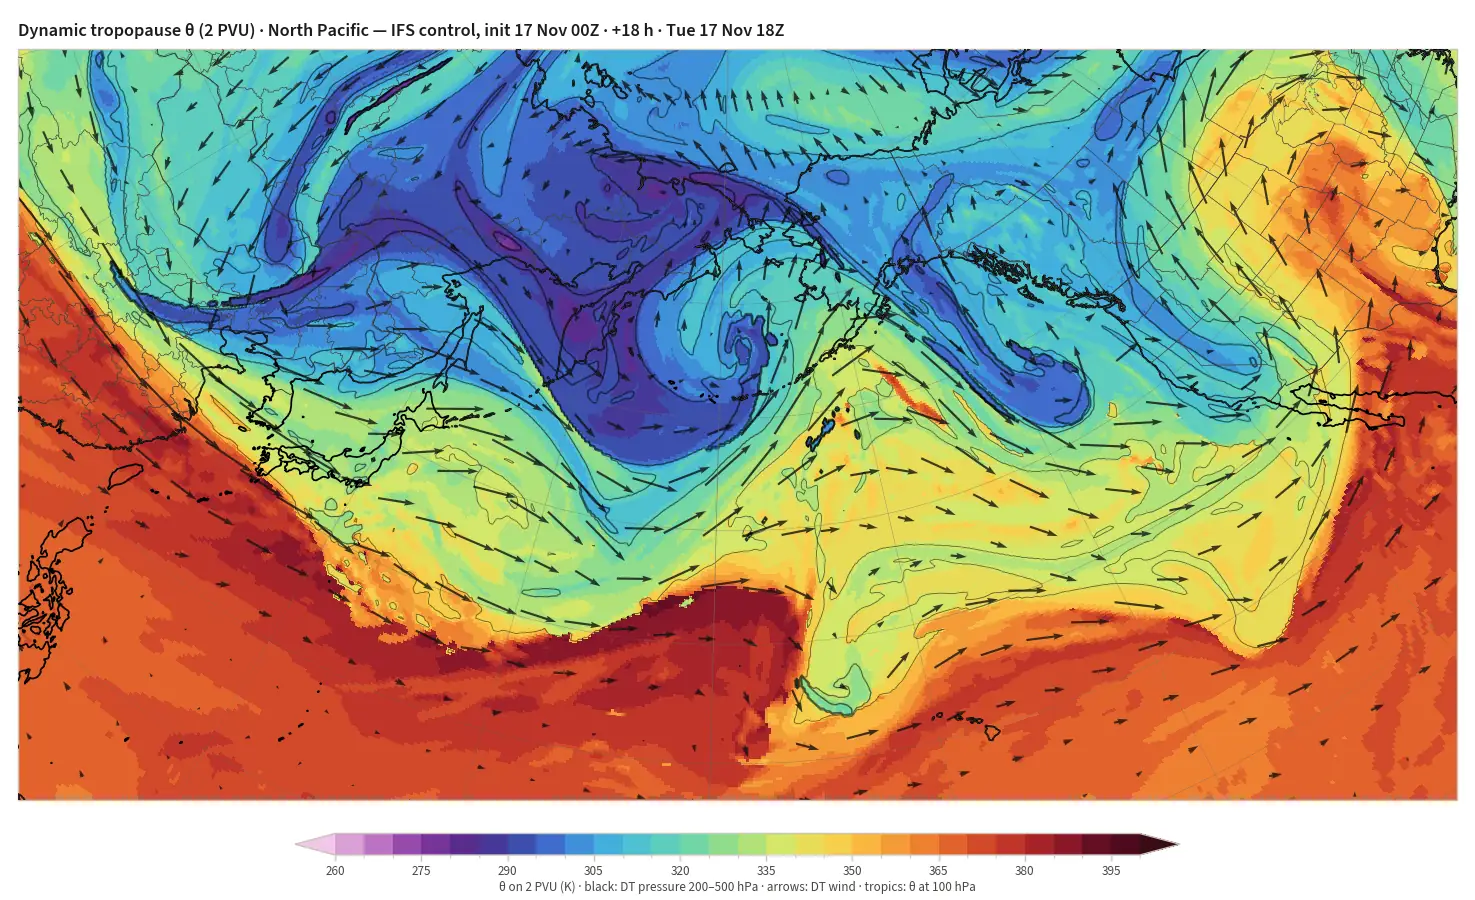 Dynamic tropopause θ (2 PVU) · North Pacific — IFS control, init 17 Nov 00Z · +18 h · Tue 17 Nov 18Z
260 275 290 305 320 335 350 365 380 395
θ on 2 PVU (K) · black: DT pressure 200–500 hPa · arrows: DT wind · tropics: θ at 100 hPa